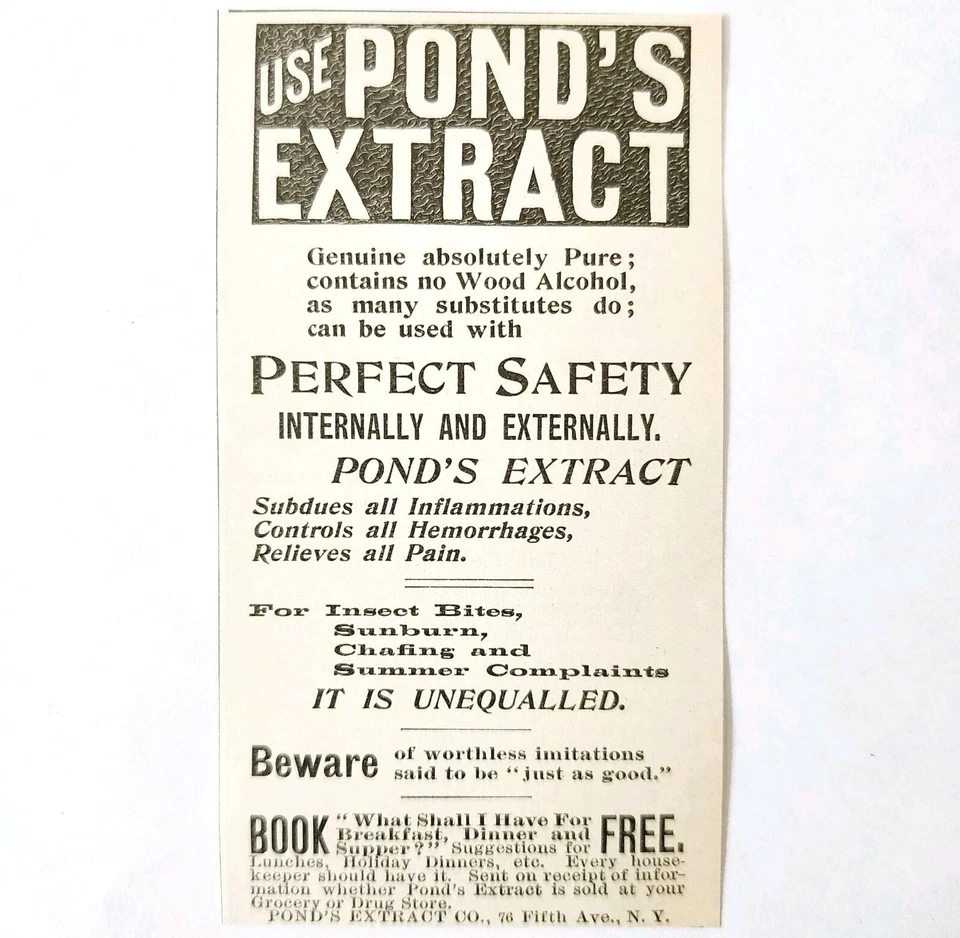 USE POND'S
EXTRACT
Genuine absolutely Pure;
contains no Wood Alcohol,
as many substitutes do;
can be used with
PERFECT SAFETY
INTERNALLY AND EXTERNALLY.
POND'S EXTRACT
Subdues all Inflammations,
Controls all Hemorrhages,
Relieves all Pain.
For Insect Bites,
Sunburn,
Chafing and
Summer Complaints
IT IS UNEQUALLED.
Beware of worthless imitations
said to be "just as good."
BOOK "What Shall I Have For
Breakfast, Dinner and
Supper?" Suggestions for FREE.
Lunches, Holiday Dinners, etc. Every house-
keeper should have it. Sent on receipt of infor-
mation whether Pond's Extract is sold at your
Grocery or Drug Store.
POND'S EXTRACT CO., 76 Fifth Ave., N. Y.